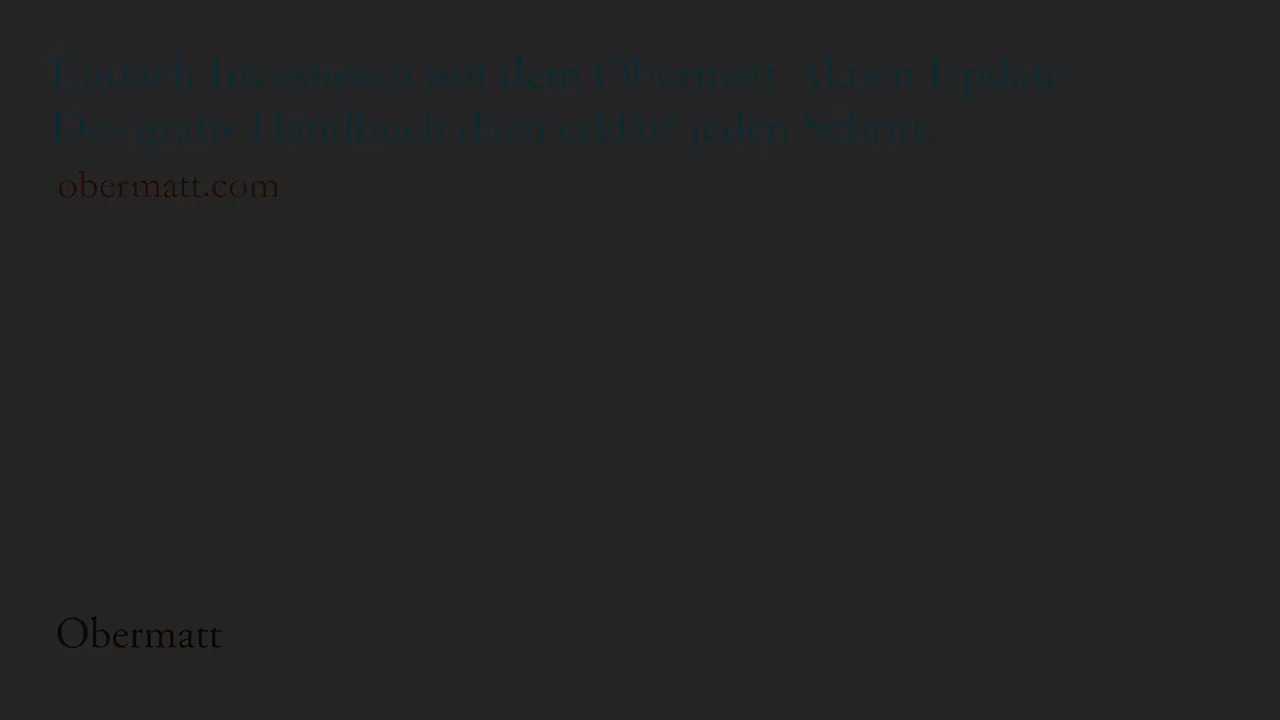 Einfach Investieren mit dem Obermatt Aktien Update
Das gratis Handbuch dazu erklärt jeden Schritt.
obermatt.com
Obermatt